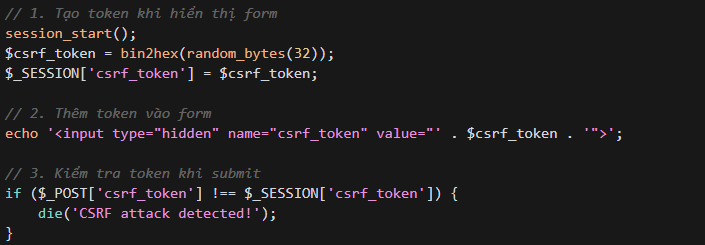 // 1. Tạo token khi hiển thị form
session_start();
$csrf_token = bin2hex(random_bytes(32));
$_SESSION['csrf_token'] = $csrf_token;
// 2. Thêm token vào form
echo '<input type="hidden" name="csrf_token" value="' . $csrf_token . '">';
// 3. Kiểm tra token khi submit
if ($_POST['csrf_token'] !== $_SESSION['csrf_token']) {
    die('CSRF attack detected!');
}